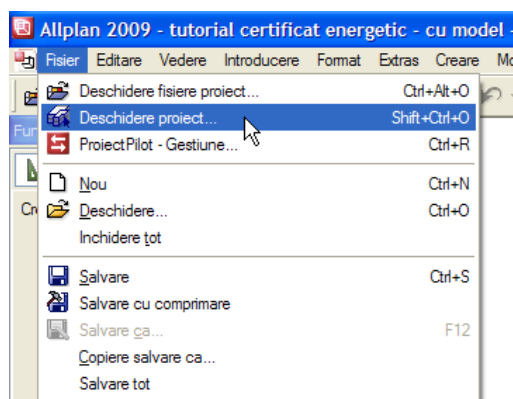 Allplan 2009 - tutorial certificat energetic - cu model -
Fisier Editare Vedere Introducere Format Extras Creare
Deschidere fisiere proiect... Ctrl+Alt+O
Deschidere proiect... Shift+Ctrl+O
ProiectPilot - Gestiune... Ctrl+R
Nou Ctrl+N
Deschidere... Ctrl+O
Inchidere tot
Salvare Ctrl+S
Salvare cu comprimare
Salvare ca... F12
Copiere salvare ca...
Salvare tot